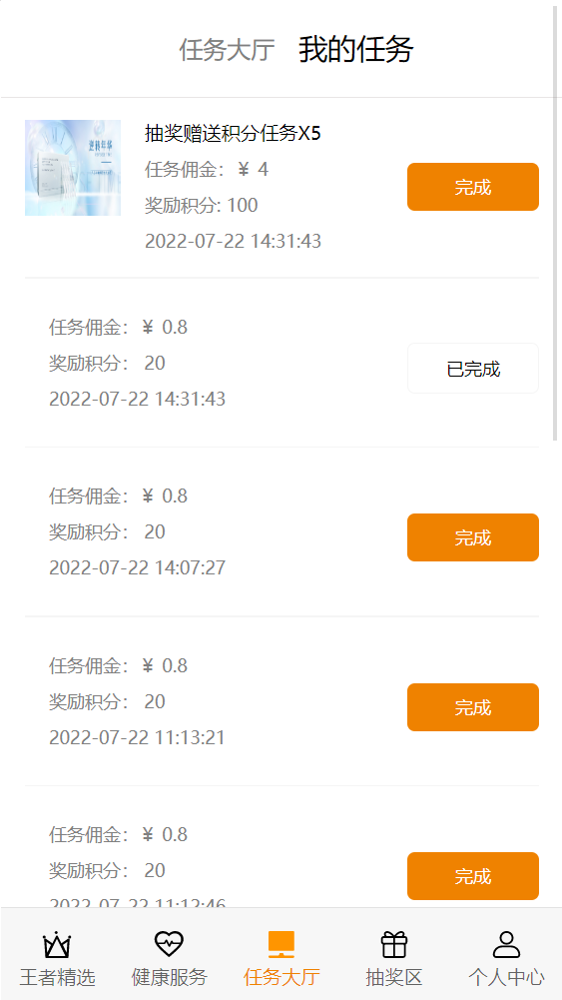 任务大厅 我的任务
抽奖赠送积分任务X5
任务佣金：￥ 4
奖励积分: 100
完成
2022-07-22 14:31:43
任务佣金：￥ 0.8
奖励积分： 20
已完成
2022-07-22 14:31:43
任务佣金：￥ 0.8
奖励积分： 20
完成
2022-07-22 14:07:27
任务佣金：￥ 0.8
奖励积分： 20
完成
2022-07-22 11:13:21
任务佣金：￥ 0.8
奖励积分： 20
完成
2022-07-22 11:12:46
王者精选 健康服务 任务大厅 抽奖区 个人中心